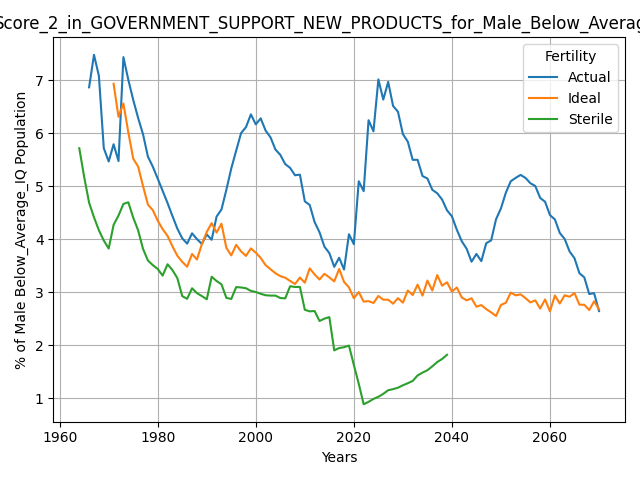 Score_2_in_GOVERNMENT_SUPPORT_NEW_PRODUCTS_for_Male_Below_Averag
% of Male Below_Average_IQ Population
Fertility
Actual
Ideal
Sterile
7
6
5
4
3
2
1
1960 1980 2000 2020 2040 2060
Years